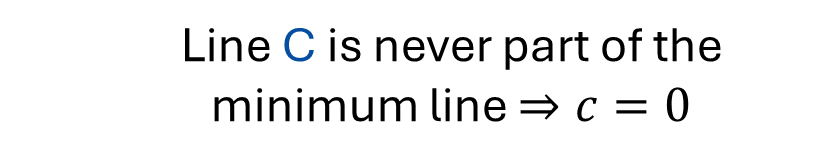 Line C is never part of the
minimum line ⇒ c = 0